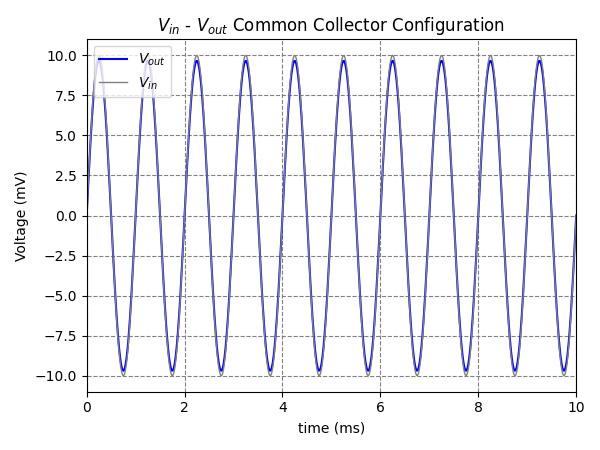 V_in - V_out Common Collector Configuration
10.0
7.5
5.0
2.5
0.0
−2.5
−5.0
−7.5
−10.0
Voltage (mV)
V_out
V_in
0 2 4 6 8 10
time (ms)